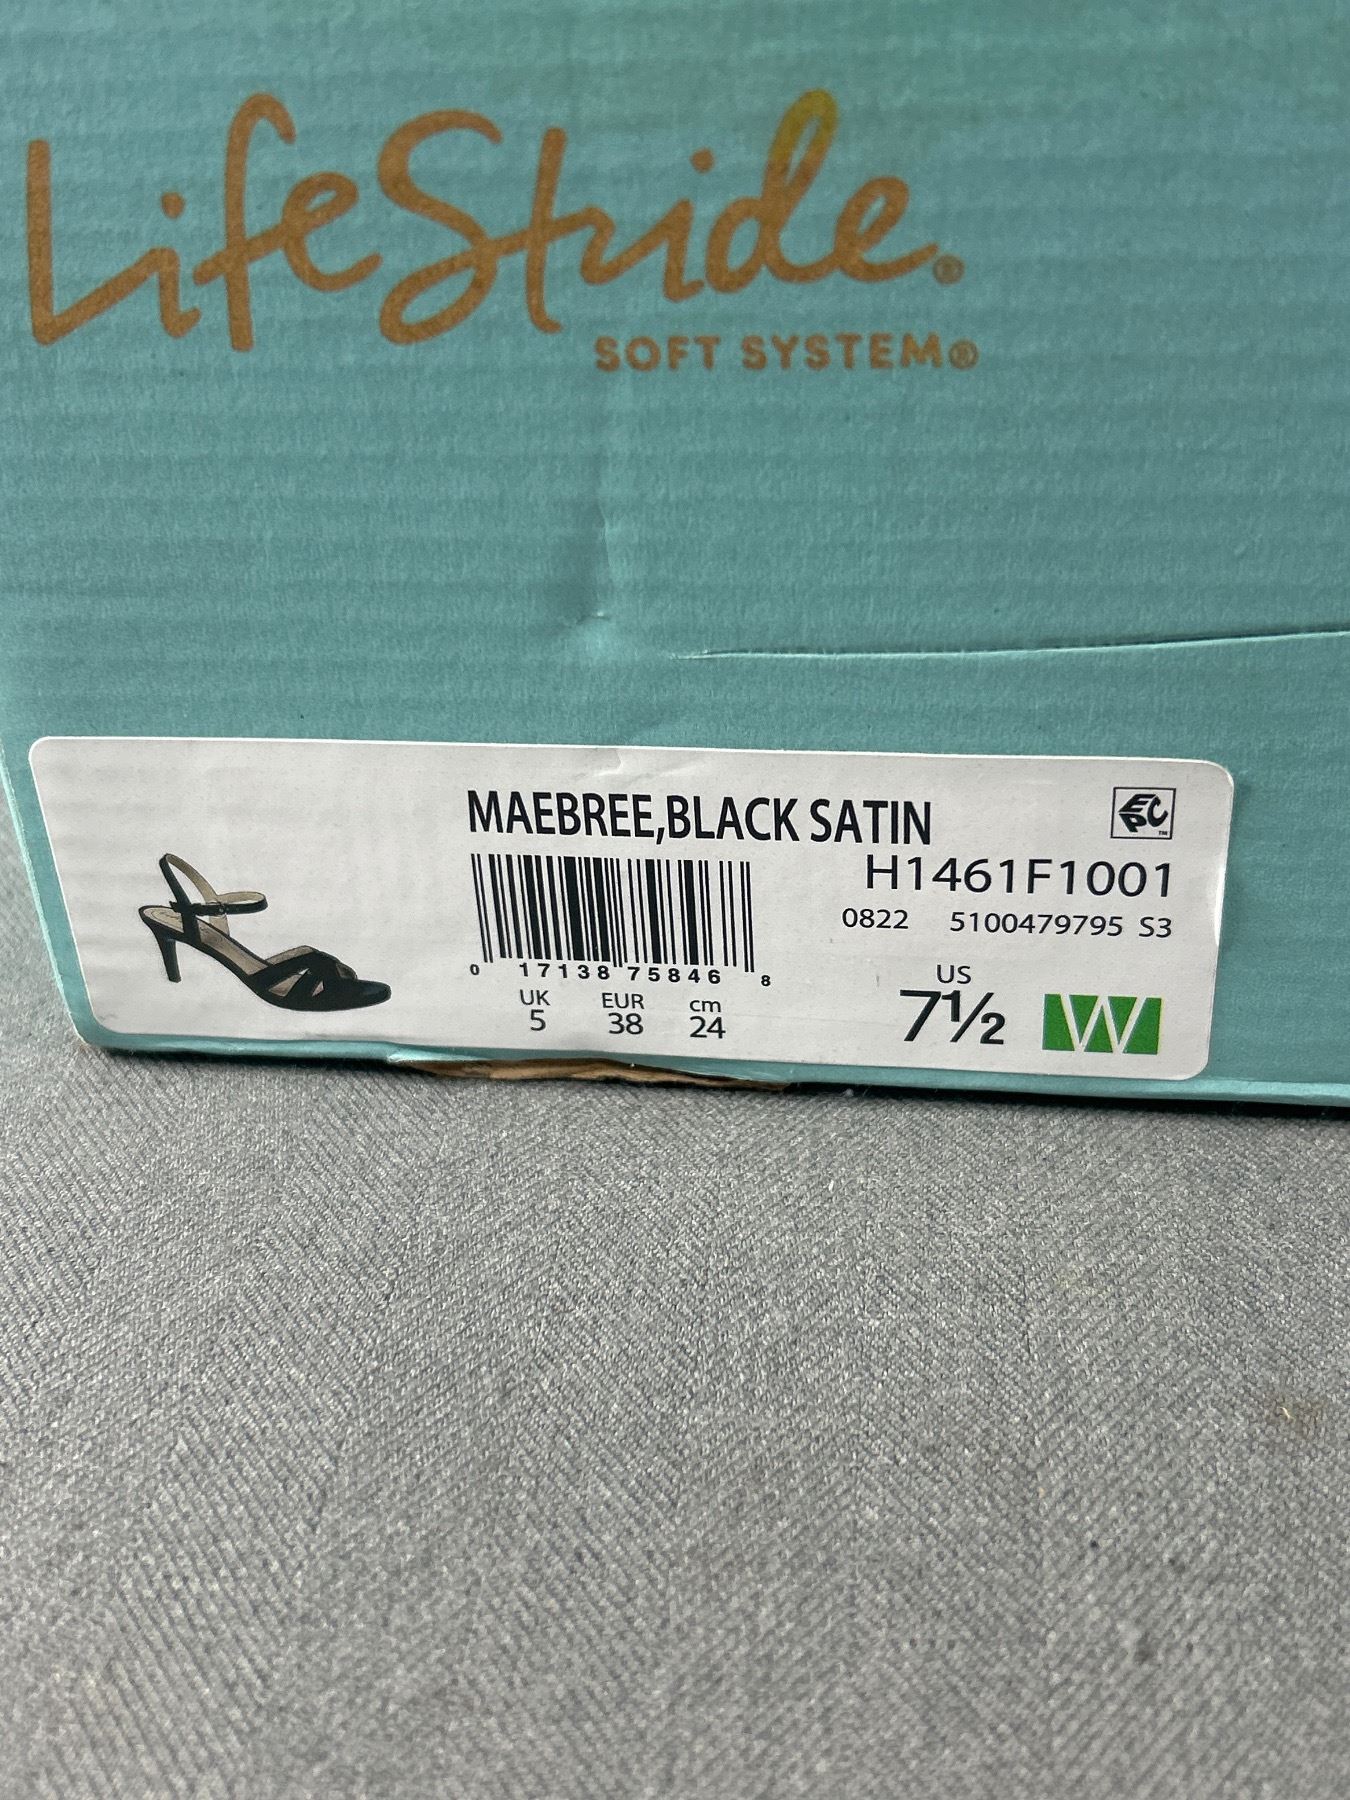 LifeStride®
SOFT SYSTEM®
MAEBREE,BLACK SATIN
EPC™
H1461F1001
0822 5100479795 S3
0 17138 75846 8
UK EUR cm
5 38 24
US
7½ W